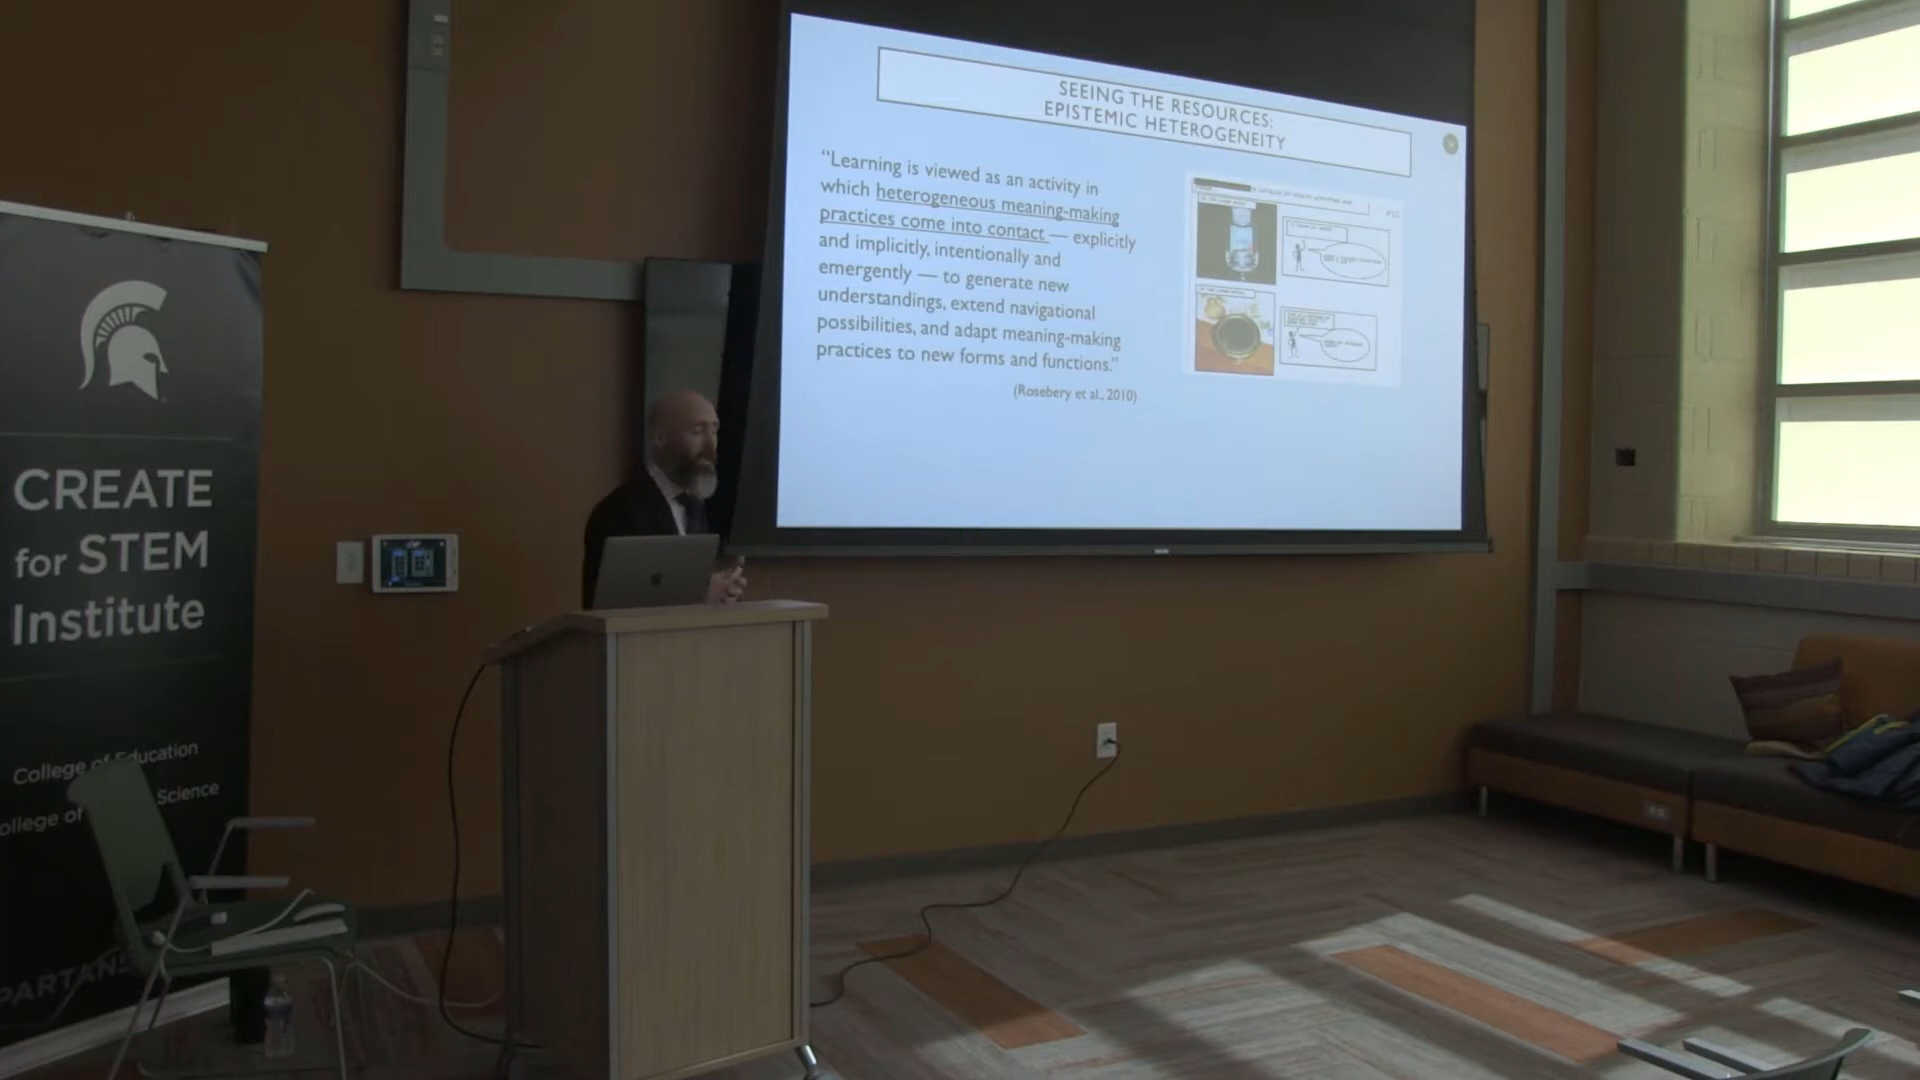 SEEING THE RESOURCES:
EPISTEMIC HETEROGENEITY
“Learning is viewed as an activity in
which heterogeneous meaning-making
practices come into contact — explicitly
and implicitly, intentionally and
emergently — to generate new
understandings, extend navigational
possibilities, and adapt meaning-making
practices to new forms and functions.”
(Rosebery et al., 2010)
CREATE
for STEM
Institute
College of Education
College of
Science